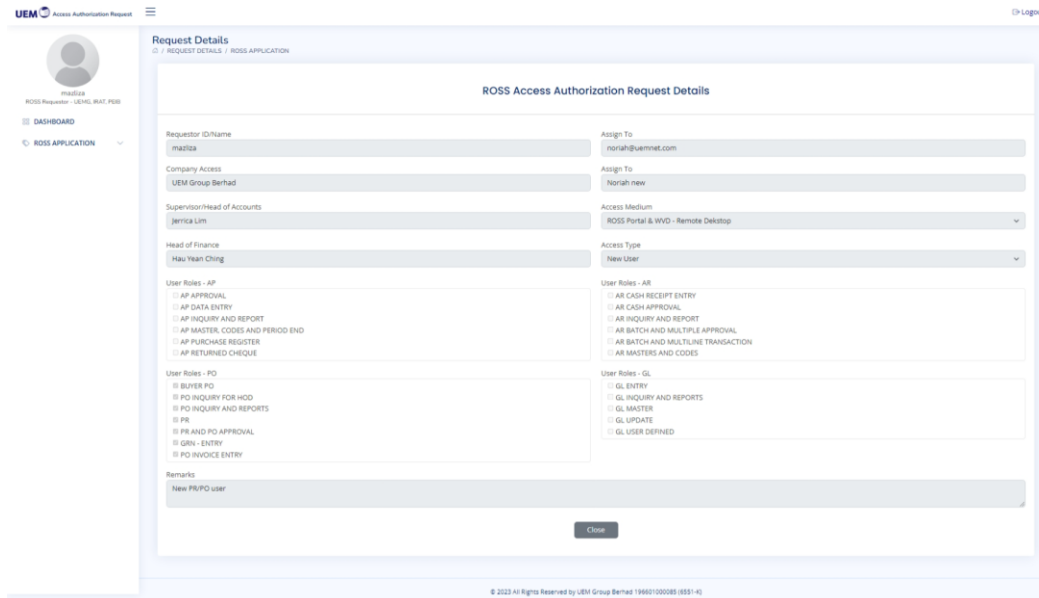 UEM Access Authorization Request
Logou
mazliza
ROSS Requestor - UEMG, IRAT, PEIB
DASHBOARD
ROSS APPLICATION
Request Details
/ REQUEST DETAILS / ROSS APPLICATION
ROSS Access Authorization Request Details
Requestor ID/Name
mazliza
Assign To
noriah@uemnet.com
Company Access
UEM Group Berhad
Assign To
Noriah new
Supervisor/Head of Accounts
Jerrica Lim
Access Medium
ROSS Portal & WVD - Remote Dekstop
Head of Finance
Hau Yean Ching
Access Type
New User
User Roles - AP
AP APPROVAL
AP DATA ENTRY
AP INQUIRY AND REPORT
AP MASTER, CODES AND PERIOD END
AP PURCHASE REGISTER
AP RETURNED CHEQUE
User Roles - AR
AR CASH RECEIPT ENTRY
AR CASH APPROVAL
AR INQUIRY AND REPORT
AR BATCH AND MULTIPLE APPROVAL
AR BATCH AND MULTILINE TRANSACTION
AR MASTERS AND CODES
User Roles - PO
BUYER PO
PO INQUIRY FOR HOD
PO INQUIRY AND REPORTS
PR
PR AND PO APPROVAL
GRN - ENTRY
PO INVOICE ENTRY
User Roles - GL
GL ENTRY
GL INQUIRY AND REPORTS
GL MASTER
GL UPDATE
GL USER DEFINED
Remarks
New PR/PO user
Close
© 2023 All Rights Reserved by UEM Group Berhad 196601000085 (6551-K)